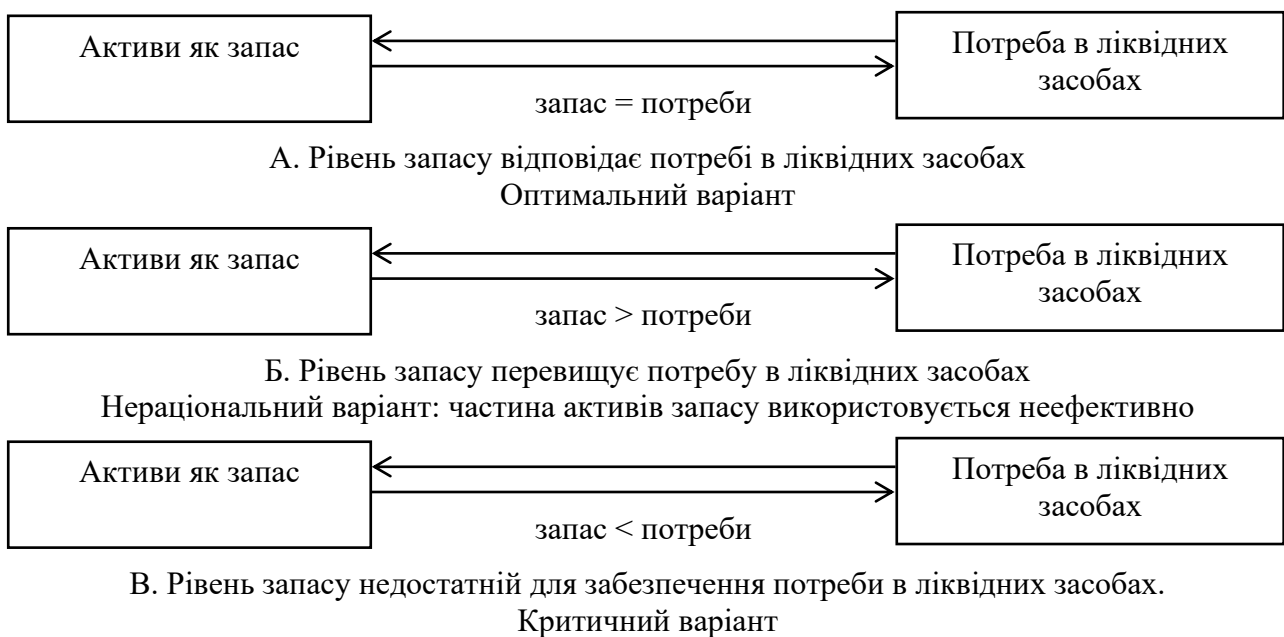 Активи як запас
Потреба в ліквідних
засобах
запас = потреби
А. Рівень запасу відповідає потребі в ліквідних засобах
Оптимальний варіант
Активи як запас
Потреба в ліквідних
засобах
запас > потреби
Б. Рівень запасу перевищує потребу в ліквідних засобах
Нераціональний варіант: частина активів запасу використовується неефективно
Активи як запас
Потреба в ліквідних
засобах
запас < потреби
В. Рівень запасу недостатній для забезпечення потреби в ліквідних засобах.
Критичний варіант